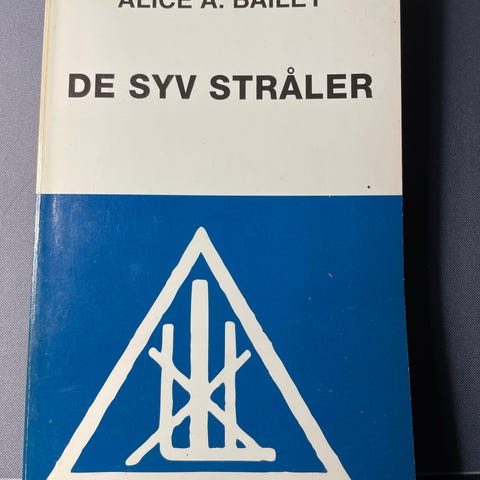 ALICE A. BAILEY
DE SYV STRÅLER